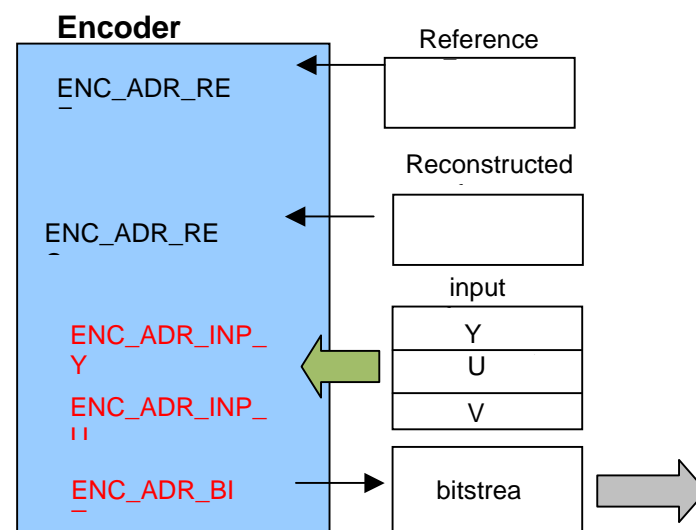 Encoder
Reference
ENC_ADR_RE
Reconstructed
ENC_ADR_RE
input
ENC_ADR_INP_
Y
Y
U
ENC_ADR_INP_
V
ENC_ADR_BI
bitstrea